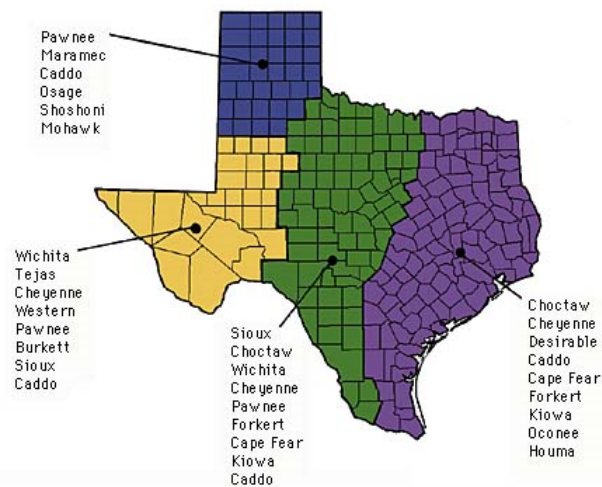 Pawnee
Maramec
Caddo
Osage
Shoshoni
Mohawk
Wichita
Tejas
Cheyenne
Western
Pawnee
Burkett
Sioux
Caddo
Sioux
Choctaw
Wichita
Cheyenne
Pawnee
Forkert
Cape Fear
Kiowa
Caddo
Choctaw
Cheyenne
Desirable
Caddo
Cape Fear
Forkert
Kiowa
Oconee
Houma